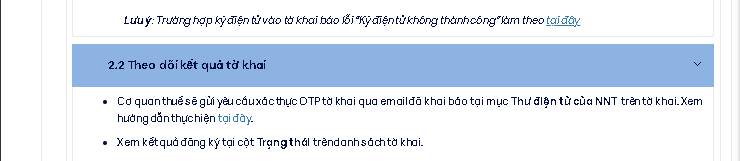 Lưu ý: Trường hợp ký điện tử vào tờ khai báo lỗi "Ký điện tử không thành công" làm theo tại đây
2.2 Theo dõi kết quả tờ khai
Cơ quan thuế sẽ gửi yêu cầu xác thực OTP tờ khai qua email đã khai báo tại mục Thư điện tử của NNT trên tờ khai. Xem
hướng dẫn thực hiện tại đây.
Xem kết quả đăng ký tại cột Trạng thái trên danh sách tờ khai.